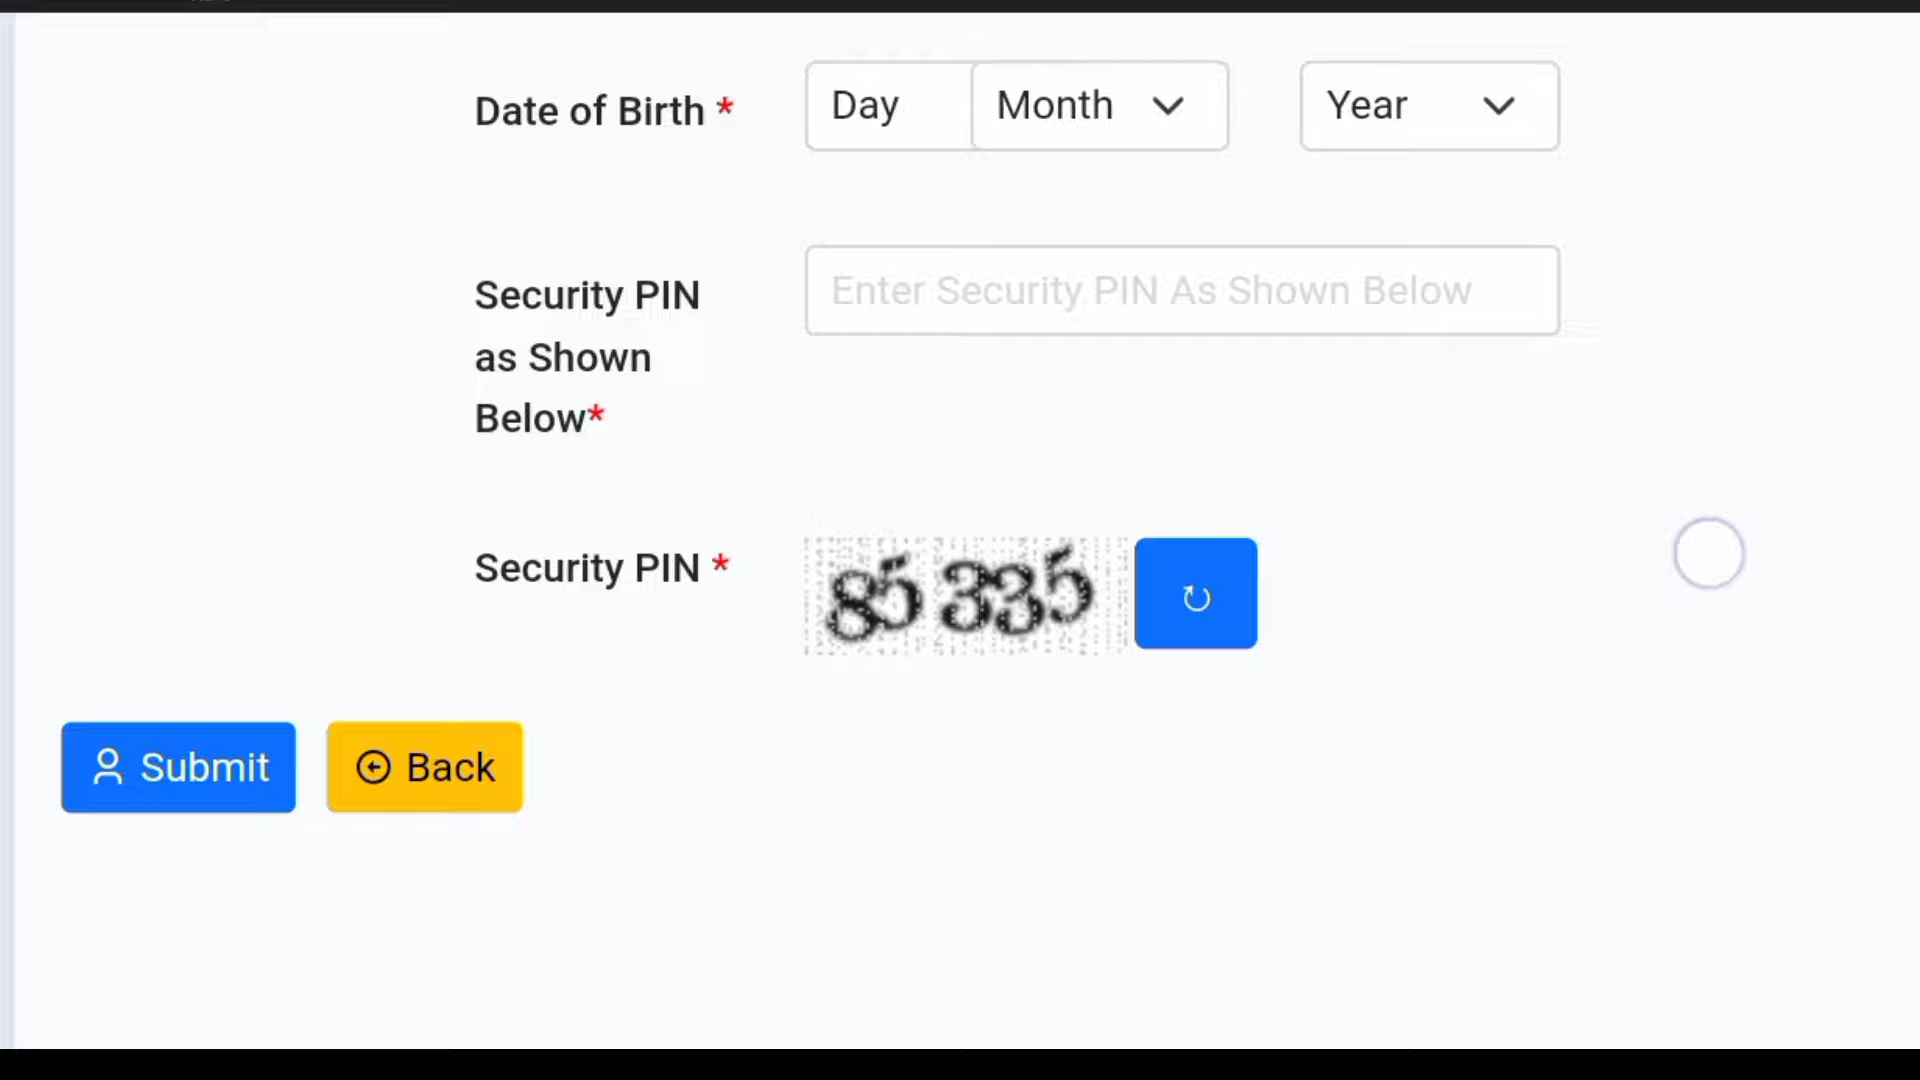 Date of Birth * Day Month Year
Security PIN as Shown Below*
Enter Security PIN As Shown Below
Security PIN * 85 335
Submit Back